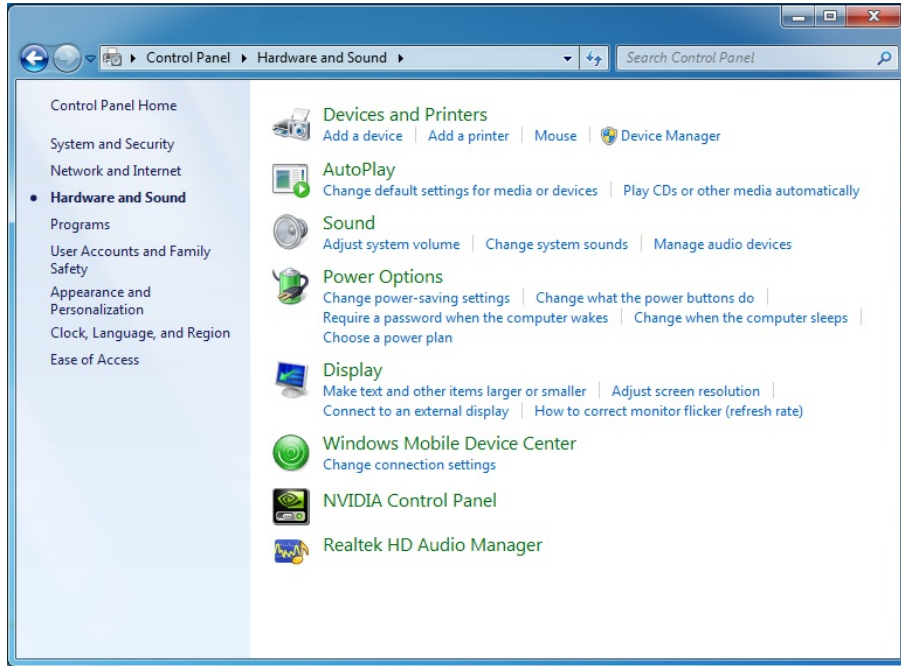 Control Panel Hardware and Sound Search Control Panel
Control Panel Home
System and Security
Network and Internet
Hardware and Sound
Programs
User Accounts and Family
Safety
Appearance and
Personalization
Clock, Language, and Region
Ease of Access
Devices and Printers
Add a device Add a printer Mouse Device Manager
AutoPlay
Change default settings for media or devices Play CDs or other media automatically
Sound
Adjust system volume Change system sounds Manage audio devices
Power Options
Change power-saving settings Change what the power buttons do
Require a password when the computer wakes Change when the computer sleeps
Choose a power plan
Display
Make text and other items larger or smaller Adjust screen resolution
Connect to an external display How to correct monitor flicker (refresh rate)
Windows Mobile Device Center
Change connection settings
NVIDIA Control Panel
Realtek HD Audio Manager